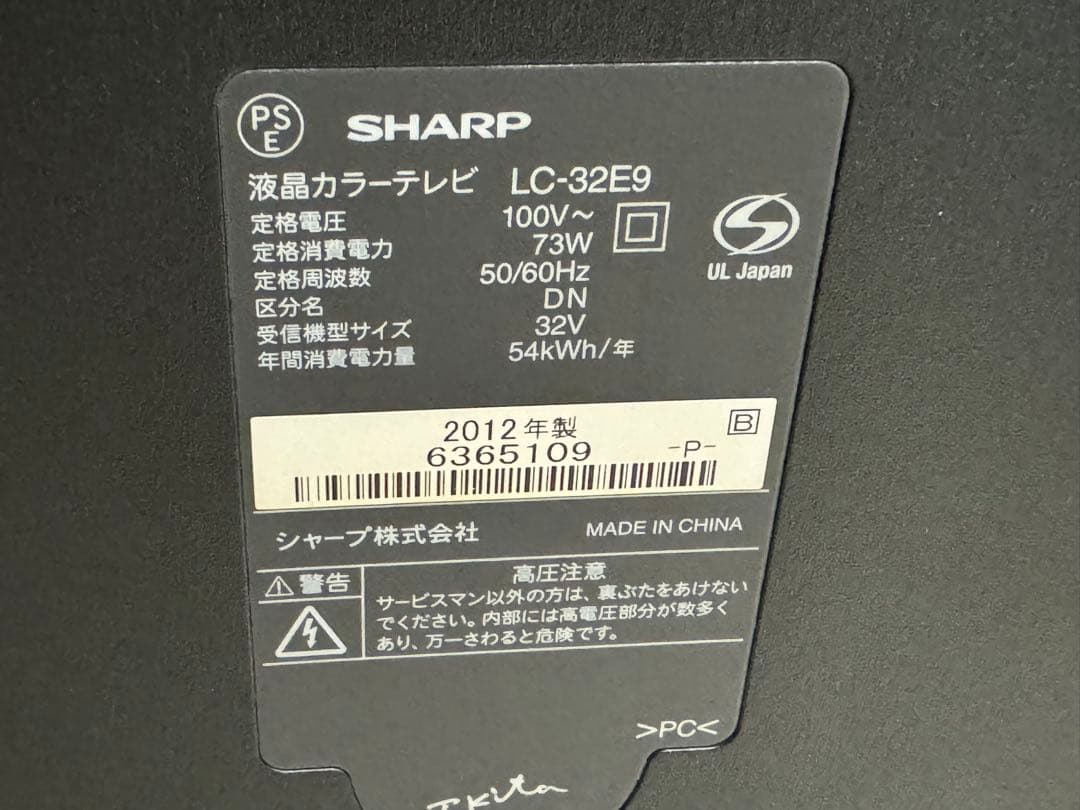 PS
E
SHARP
液晶カラーテレビ LC-32E9
定格電圧 100V～
定格消費電力 73W
定格周波数 50/60Hz
区分名 DN
受信機型サイズ 32V
年間消費電力量 54kWh/年
UL Japan
2012年製 B
6365109 -P-
シャープ株式会社 MADE IN CHINA
警告
高圧注意
サービスマン以外の方は、裏ぶたをあけない
でください。内部には高電圧部分が数多く
あり、万一さわると危険です。
>PC<
T.Kita